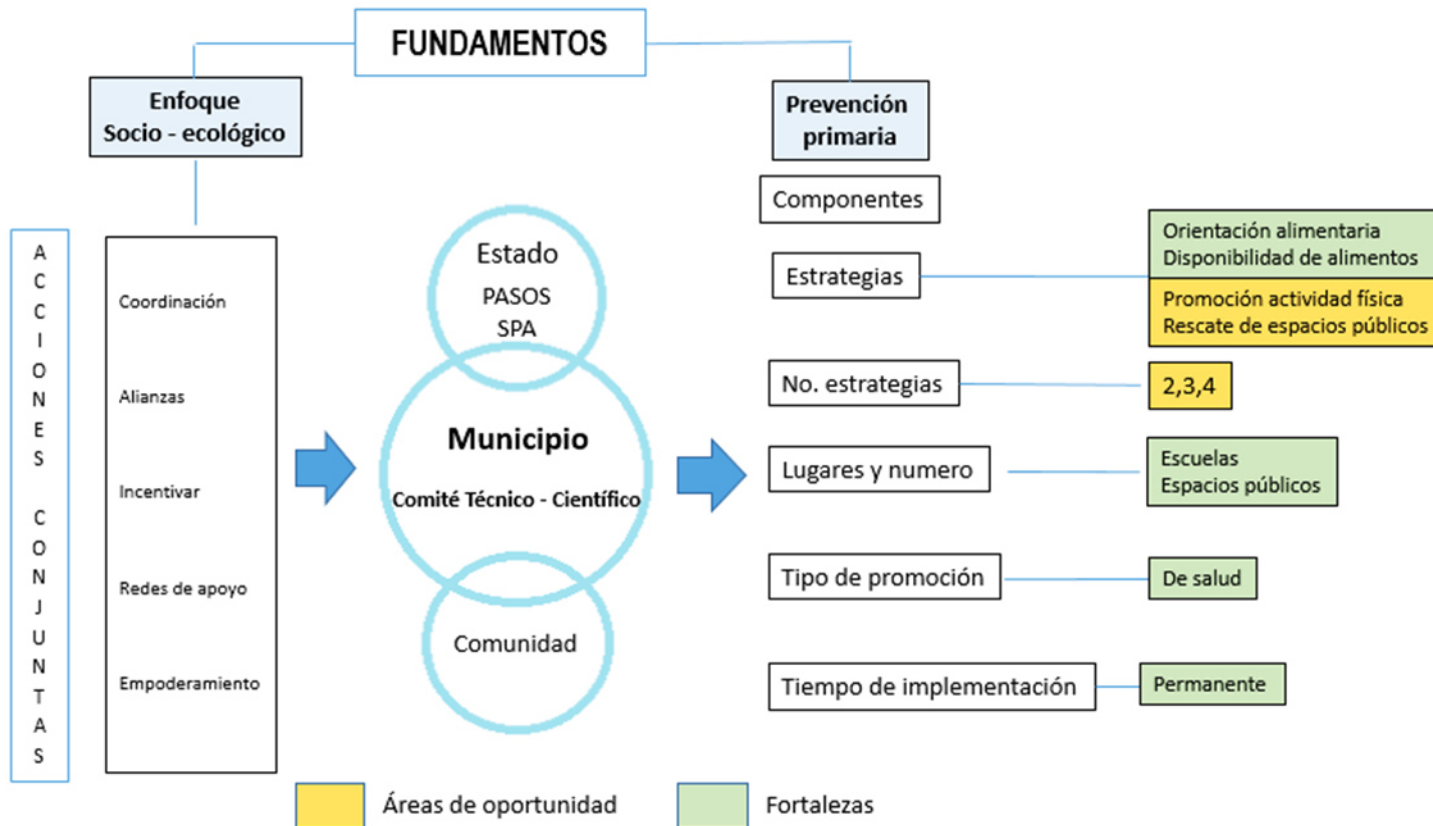 FUNDAMENTOS
Enfoque
Socio - ecológico
Prevención
primaria
ACCIONES CONJUNTAS
Coordinación
Alianzas
Incentivar
Redes de apoyo
Empoderamiento
Estado
PASOS
SPA
Municipio
Comité Técnico - Científico
Comunidad
Componentes
Estrategias
Orientación alimentaria
Disponibilidad de alimentos
Promoción actividad física
Rescate de espacios públicos
No. estrategias
2,3,4
Lugares y numero
Escuelas
Espacios públicos
Tipo de promoción
De salud
Tiempo de implementación
Permanente
Áreas de oportunidad
Fortalezas